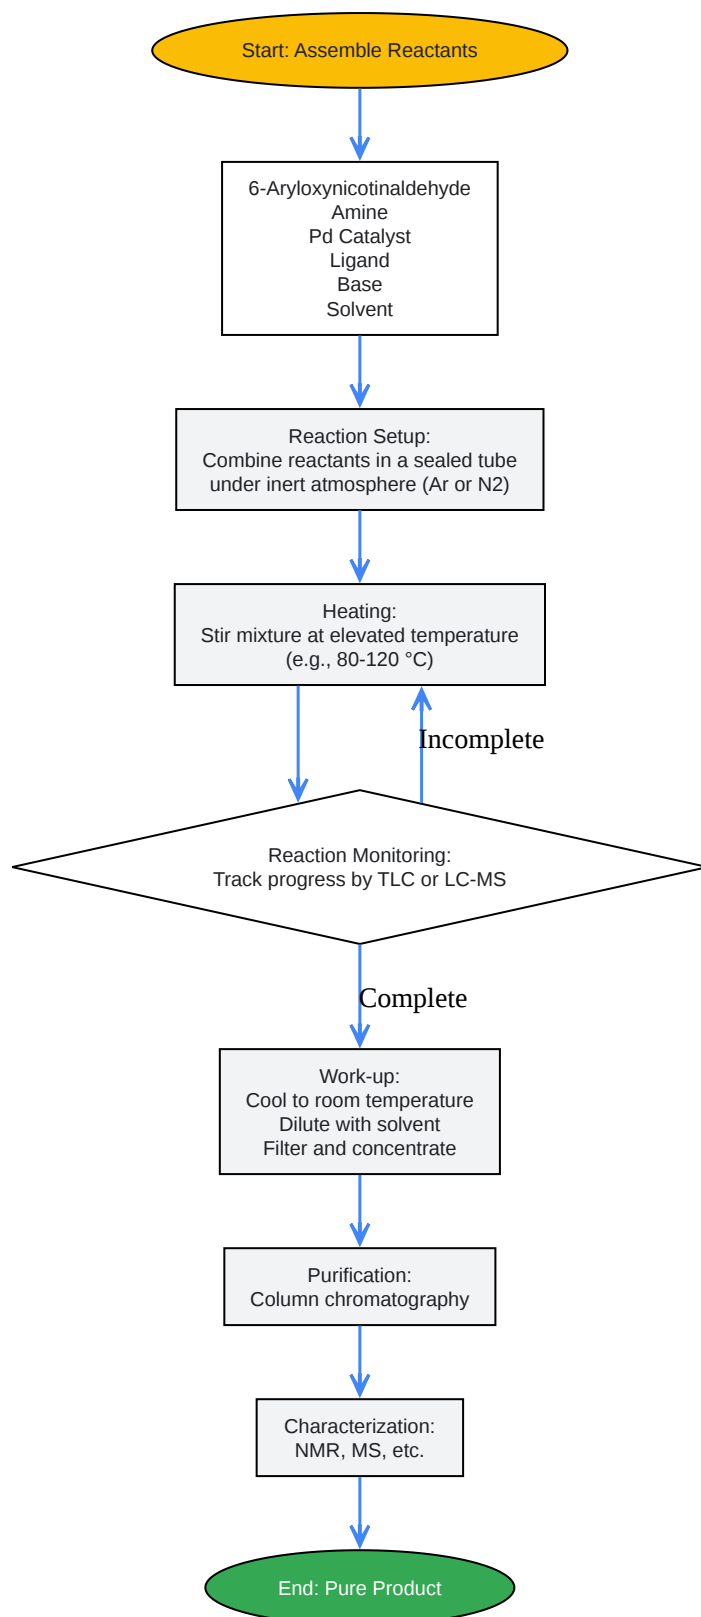 Start: Assemble Reactants
6-Aryloxynicotinaldehyde
Amine
Pd Catalyst
Ligand
Base
Solvent
Reaction Setup:
Combine reactants in a sealed tube
under inert atmosphere (Ar or N2)
Heating:
Stir mixture at elevated temperature
(e.g., 80-120 °C)
Incomplete
Reaction Monitoring:
Track progress by TLC or LC-MS
Complete
Work-up:
Cool to room temperature
Dilute with solvent
Filter and concentrate
Purification:
Column chromatography
Characterization:
NMR, MS, etc.
End: Pure Product